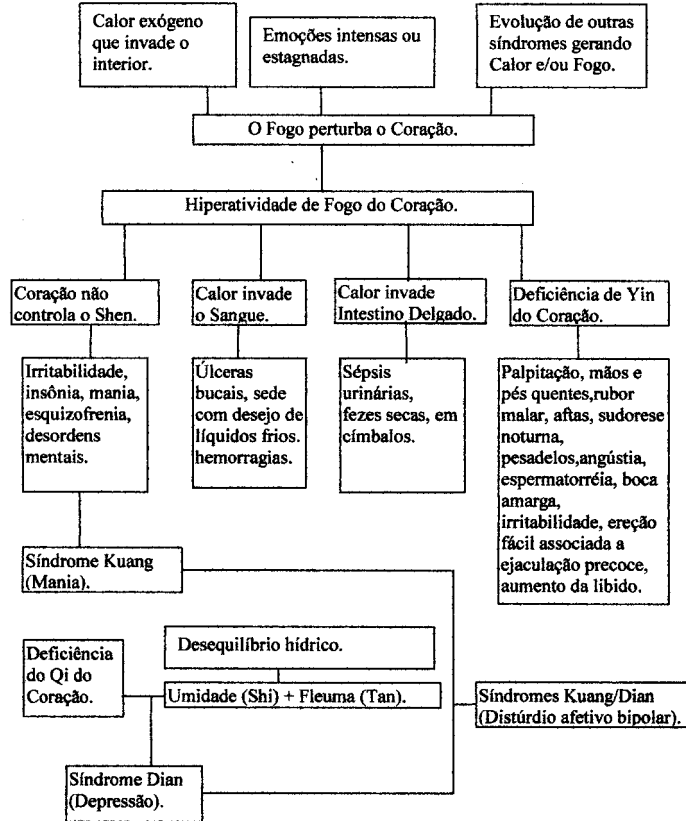 Calor exógeno
que invade o
interior.
Emoções intensas ou
estagnadas.
Evolução de outras
síndromes gerando
Calor e/ou Fogo.
O Fogo perturba o Coração.
Hiperatividade de Fogo do Coração.
Coração não
controla o Shen.
Calor invade
o Sangue.
Calor invade
Intestino Delgado.
Deficiência de Yin
do Coração.
Irritabilidade,
insônia, mania,
esquizofrenia,
desordens
mentais.
Úlceras
bucais, sede
com desejo de
líquidos frios.
hemorragias.
Sépsis
urinárias,
fezes secas, em
címbalos.
Palpitação, mãos e
pés quentes,rubor
malar, aftas, sudorese
noturna,
pesadelos,angústia,
espermatorréia, boca
amarga,
irritabilidade, ereção
fácil associada a
ejaculação precoce,
aumento da libido.
Síndrome Kuang
(Mania).
Deficiência
do Qi do
Coração.
Desequilíbrio hídrico.
Umidade (Shi) + Fleuma (Tan).
Síndromes Kuang/Dian
(Distúrdio afetivo bipolar).
Síndrome Dian
(Depressão).